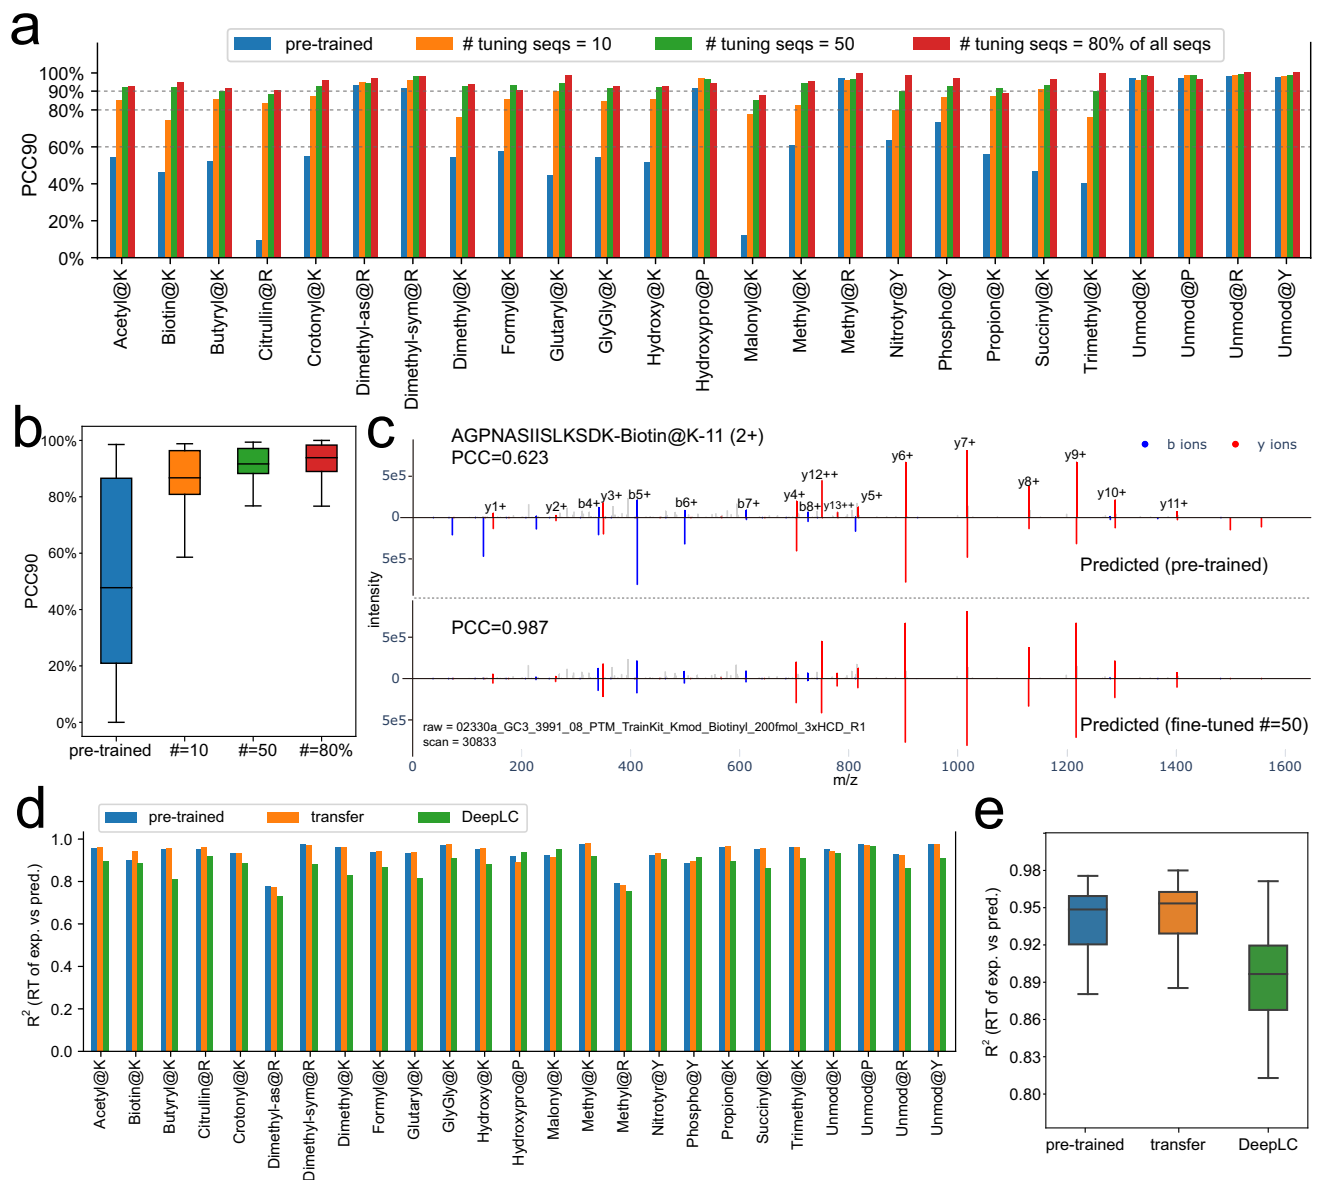 a
pre-trained
# tuning seqs = 10
# tuning seqs = 50
# tuning seqs = 80% of all seqs
PCC90
100%
90%
80%
60%
40%
20%
0%
Acetyl@K
Biotin@K
Butyryl@K
Citrullin@R
Crotonyl@K
Dimethyl-as@R
Dimethyl-sym@R
Dimethyl@K
Formyl@K
Glutaryl@K
GlyGly@K
Hydroxy@K
Hydroxypro@P
Malonyl@K
Methyl@K
Methyl@R
Nitrotyr@Y
Phospho@Y
Propion@K
Succinyl@K
Trimethyl@K
Unmod@K
Unmod@P
Unmod@R
Unmod@Y
b
PCC90
100%
80%
60%
40%
20%
0%
pre-trained
#=10
#=50
#=80%
c
AGPNASIISLKSDK-Biotin@K-11 (2+)
PCC=0.623
b ions
y ions
5e5
0
5e5
y1+
y2+
b4+
y3+
b5+
b6+
b7+
y4+
y12++
b8+
y13++
y5+
y6+
y7+
y8+
y9+
y10+
y11+
Predicted (pre-trained)
intensity
PCC=0.987
5e5
0
5e5
raw = 02330a_GC3_3991_08_PTM_TrainKit_Kmod_Biotinyl_200fmol_3xHCD_R1
scan = 30833
Predicted (fine-tuned #=50)
0
200
400
600
800
1000
1200
1400
1600
m/z
d
pre-trained
transfer
DeepLC
R² (RT of exp. vs pred.)
1.0
0.8
0.6
0.4
0.2
0.0
Acetyl@K
Biotin@K
Butyryl@K
Citrullin@R
Crotonyl@K
Dimethyl-as@R
Dimethyl-sym@R
Dimethyl@K
Formyl@K
Glutaryl@K
GlyGly@K
Hydroxy@K
Hydroxypro@P
Malonyl@K
Methyl@K
Methyl@R
Nitrotyr@Y
Phospho@Y
Propion@K
Succinyl@K
Trimethyl@K
Unmod@K
Unmod@P
Unmod@R
Unmod@Y
e
R² (RT of exp. vs pred.)
0.98
0.95
0.92
0.89
0.86
0.83
0.80
pre-trained
transfer
DeepLC